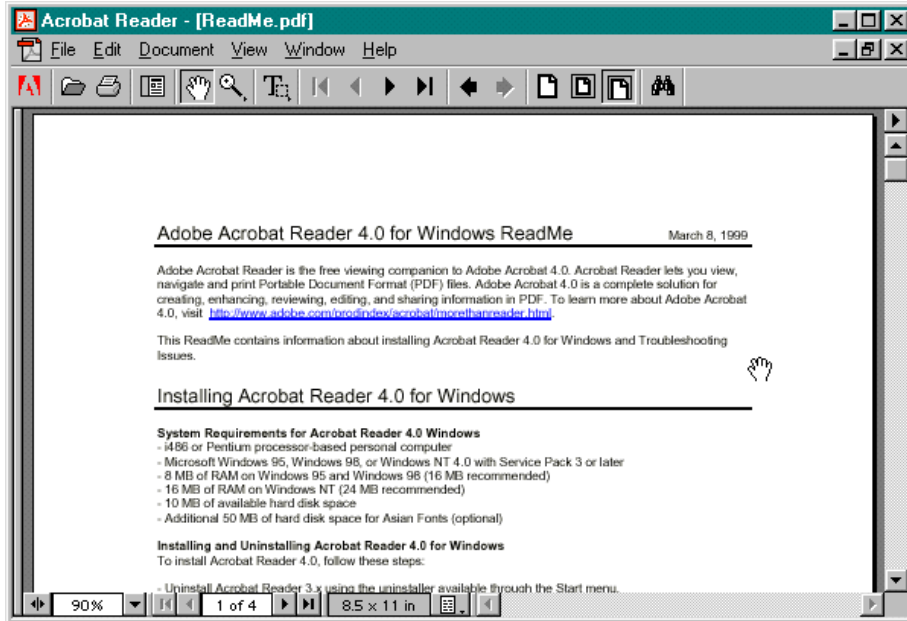 Acrobat Reader - [ReadMe.pdf]
File Edit Document View Window Help
Adobe Acrobat Reader 4.0 for Windows ReadMe March 8, 1999
Adobe Acrobat Reader is the free viewing companion to Adobe Acrobat 4.0. Acrobat Reader lets you view,
navigate and print Portable Document Format (PDF) files. Adobe Acrobat 4.0 is a complete solution for
creating, enhancing, reviewing, editing, and sharing information in PDF. To learn more about Adobe Acrobat
4.0, visit http://www.adobe.com/prodindex/acrobat/morethanreader.html.
This ReadMe contains information about installing Acrobat Reader 4.0 for Windows and Troubleshooting
Issues.
Installing Acrobat Reader 4.0 for Windows
System Requirements for Acrobat Reader 4.0 Windows
- i486 or Pentium processor-based personal computer
- Microsoft Windows 95, Windows 98, or Windows NT 4.0 with Service Pack 3 or later
- 8 MB of RAM on Windows 95 and Windows 98 (16 MB recommended)
- 16 MB of RAM on Windows NT (24 MB recommended)
- 10 MB of available hard disk space
- Additional 50 MB of hard disk space for Asian Fonts (optional)
Installing and Uninstalling Acrobat Reader 4.0 for Windows
To install Acrobat Reader 4.0, follow these steps:
- Uninstall Acrobat Reader 3.x using the uninstaller available through the Start menu.
90% 1 of 4 8.5 x 11 in